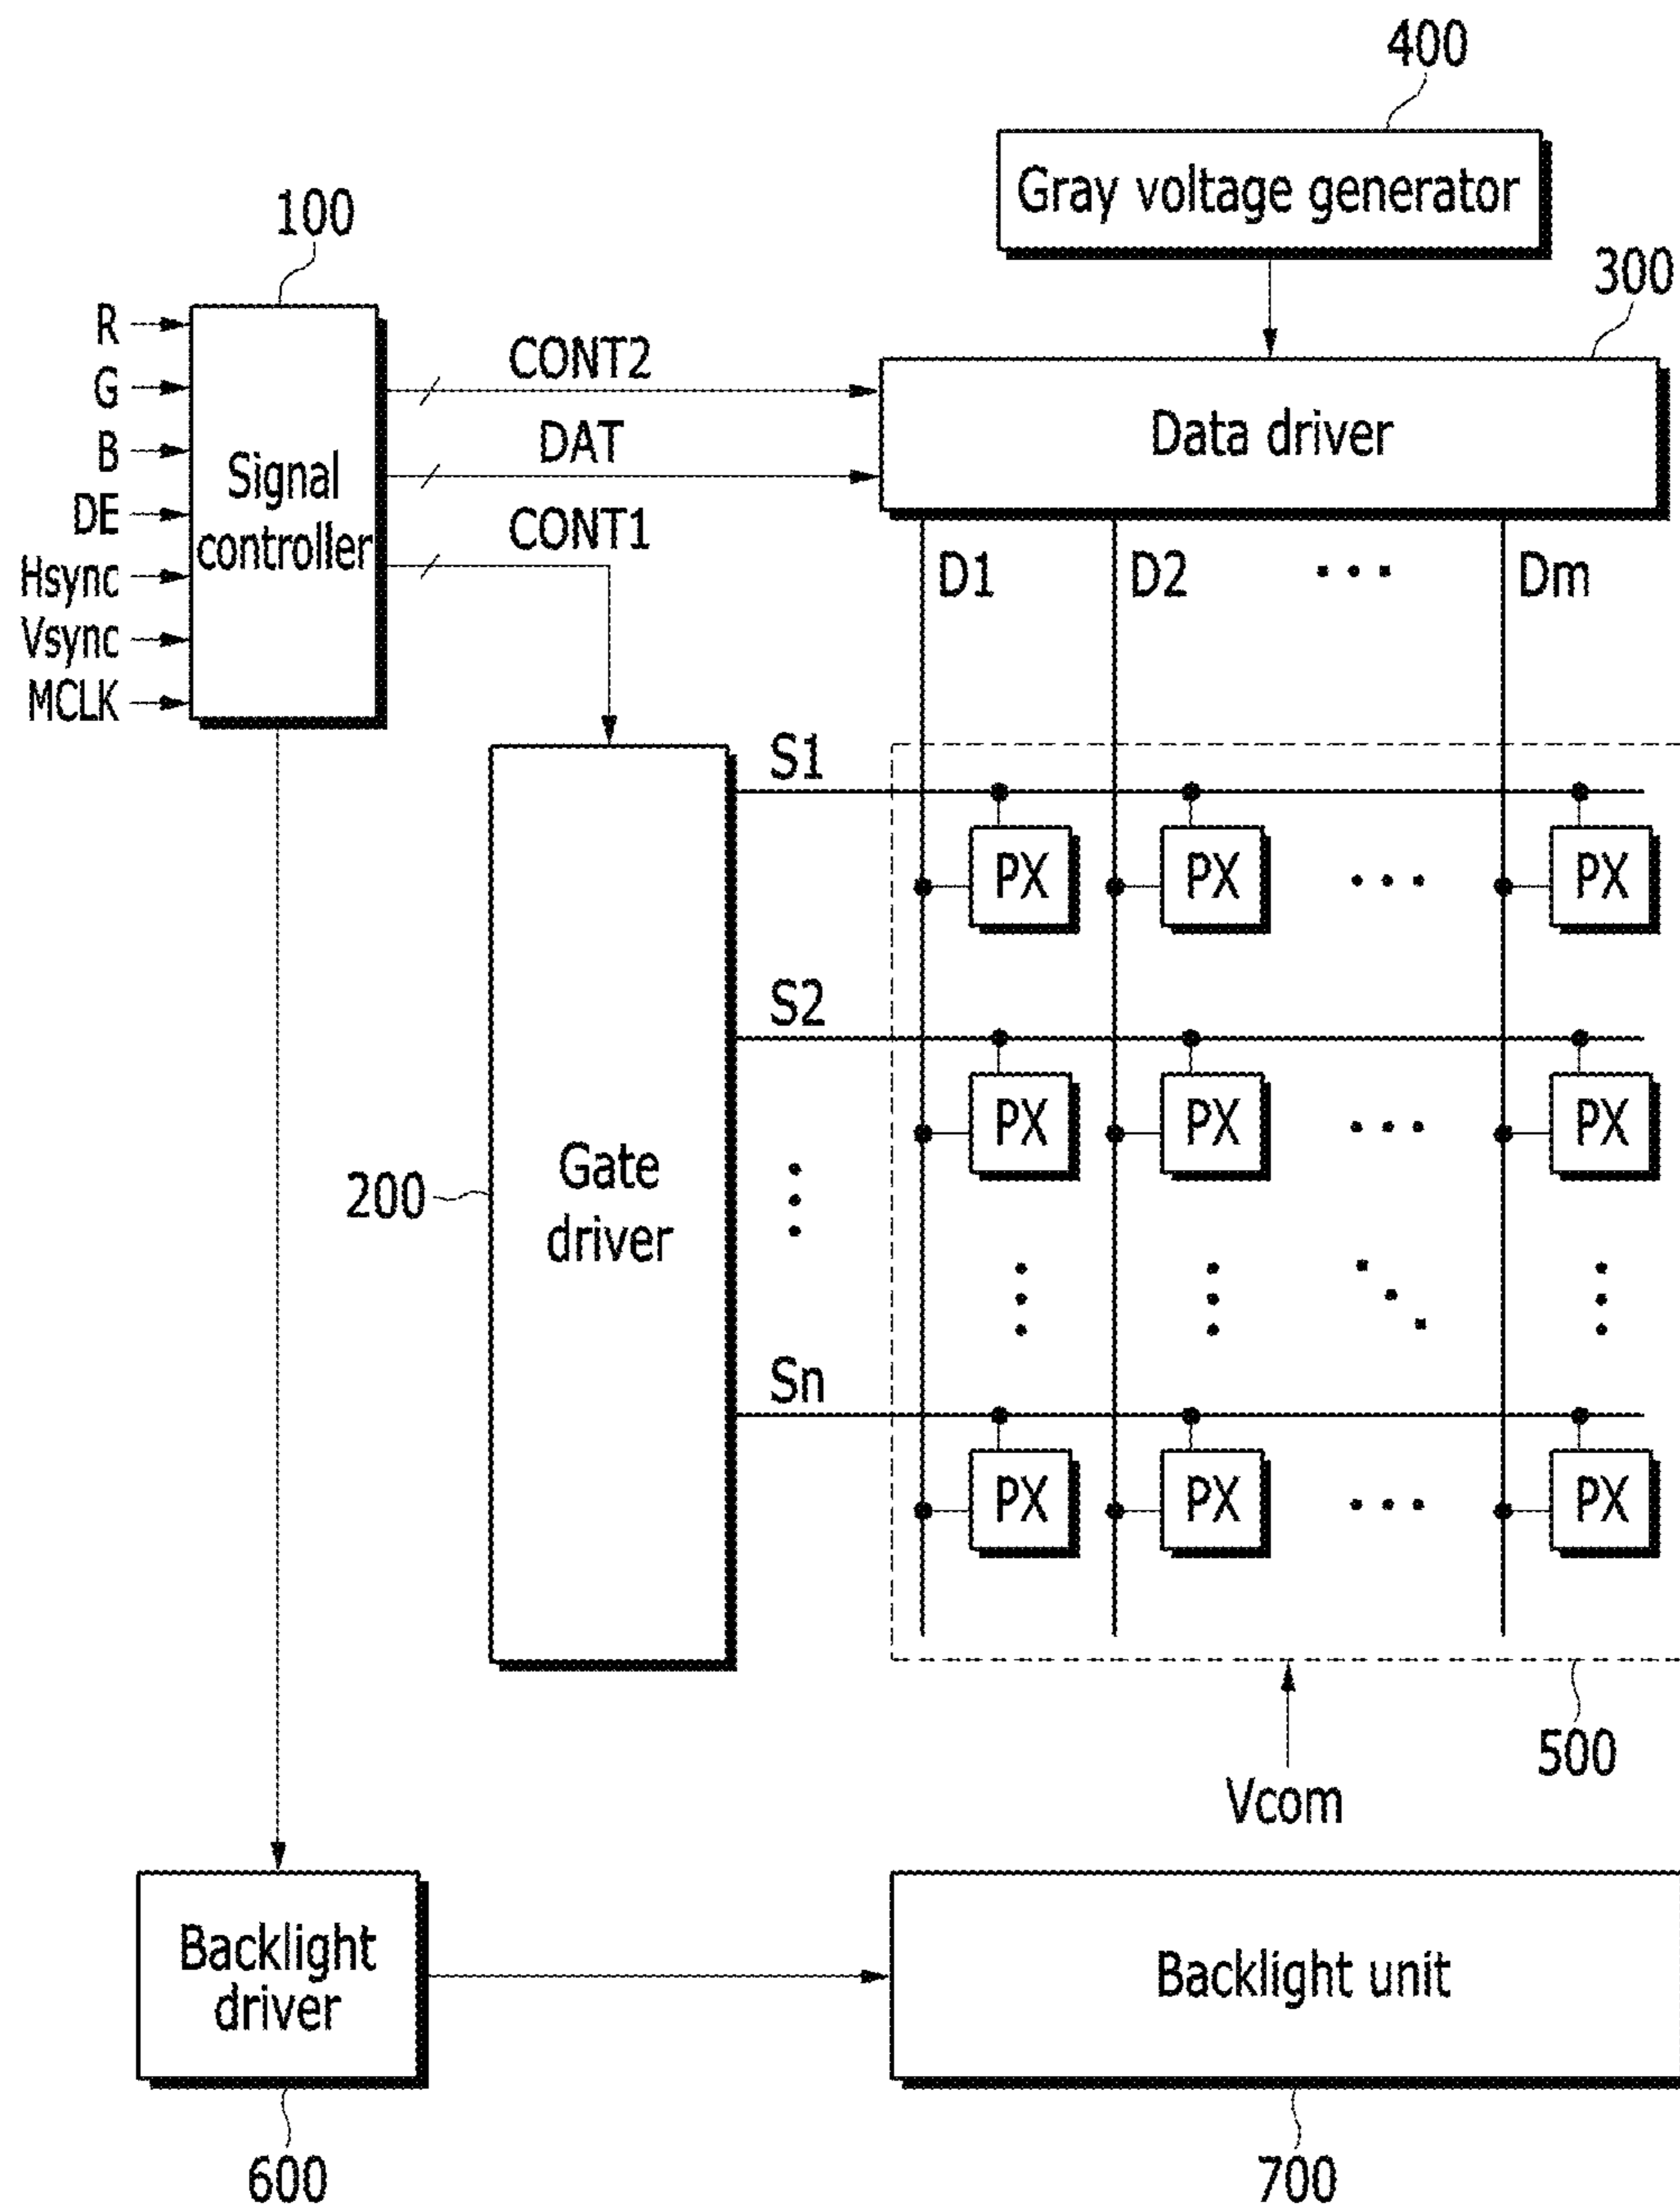 400
Gray voltage generator
100
300
R
G
B
DE
Hsync
Vsync
MCLK
Signal
controller
CONT2
DAT
CONT1
Data driver
D1 D2 Dm
S1
PX PX PX
S2
PX PX PX
200
Gate
driver
Sn
PX PX PX
500
Vcom
Backlight
driver
Backlight unit
600
700